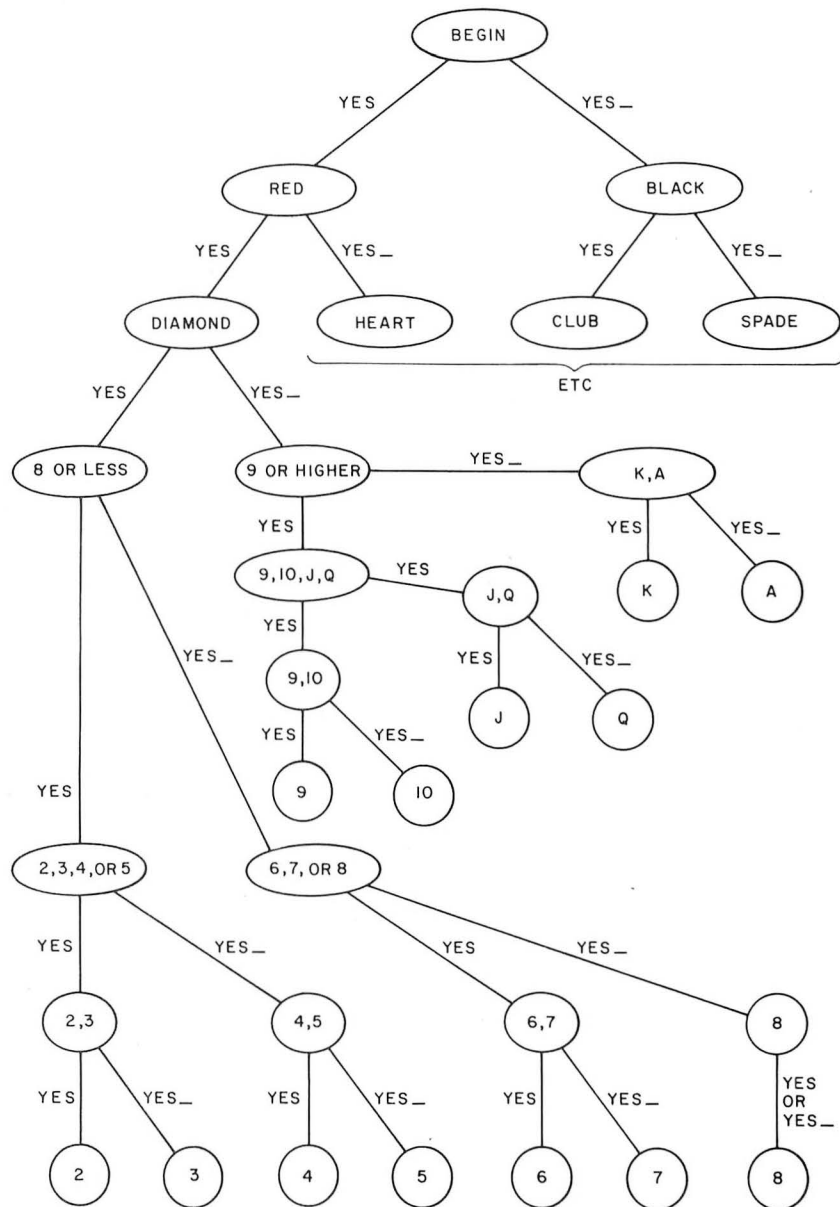 BEGIN
YES
YES_
RED
BLACK
YES
YES_
YES
YES_
DIAMOND
HEART
CLUB
SPADE
ETC
YES
YES_
8 OR LESS
9 OR HIGHER
YES_
K,A
YES
YES
YES_
9,10,J,Q
YES
J,Q
K
A
YES
YES_
9,10
YES
YES_
J
Q
YES
YES_
9
10
YES
2,3,4,OR 5
6,7, OR 8
YES
YES_
YES
YES_
2,3
4,5
6,7
8
YES
YES_
YES
YES_
YES
YES_
YES
OR
YES_
2
3
4
5
6
7
8